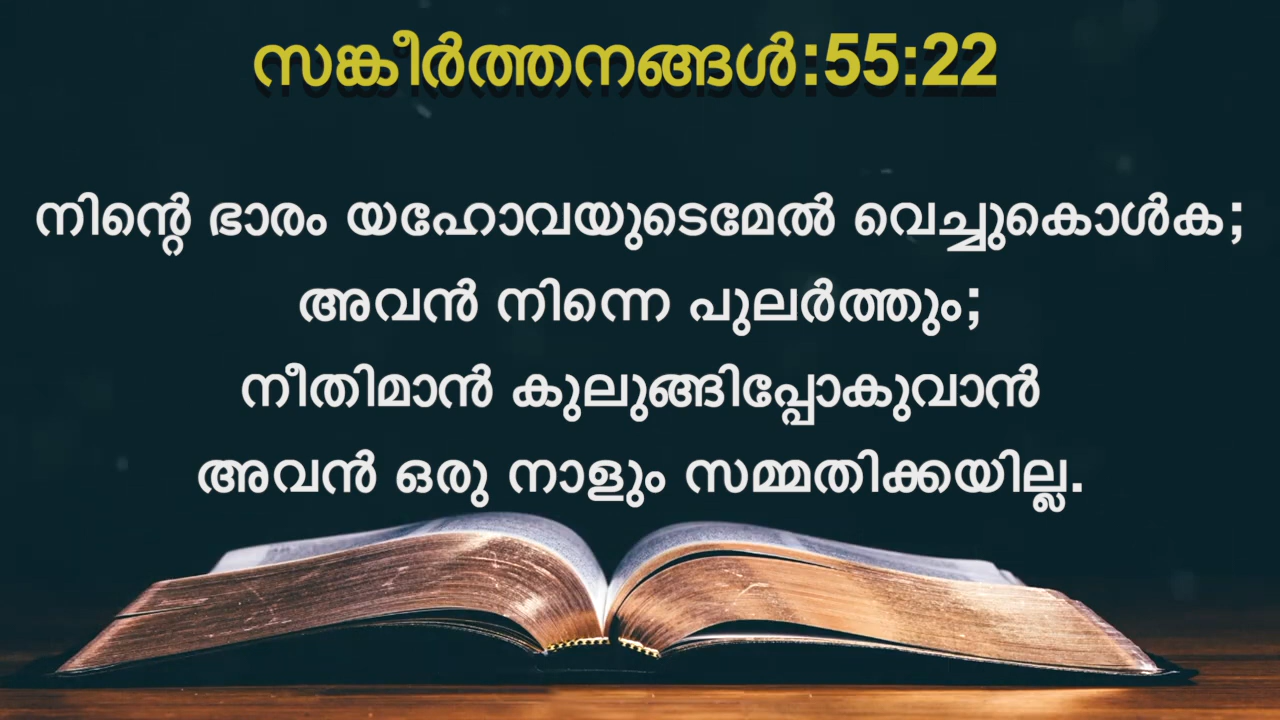 സങ്കീർത്തനങ്ങൾ:55:22
നിന്റെ ഭാരം യഹോവയുടെമേൽ വെച്ചുകൊൾക;
അവൻ നിന്നെ പുലർത്തും;
നീതിമാൻ കുലുങ്ങിപ്പോകുവാൻ
അവൻ ഒരു നാളും സമ്മതിക്കയില്ല.